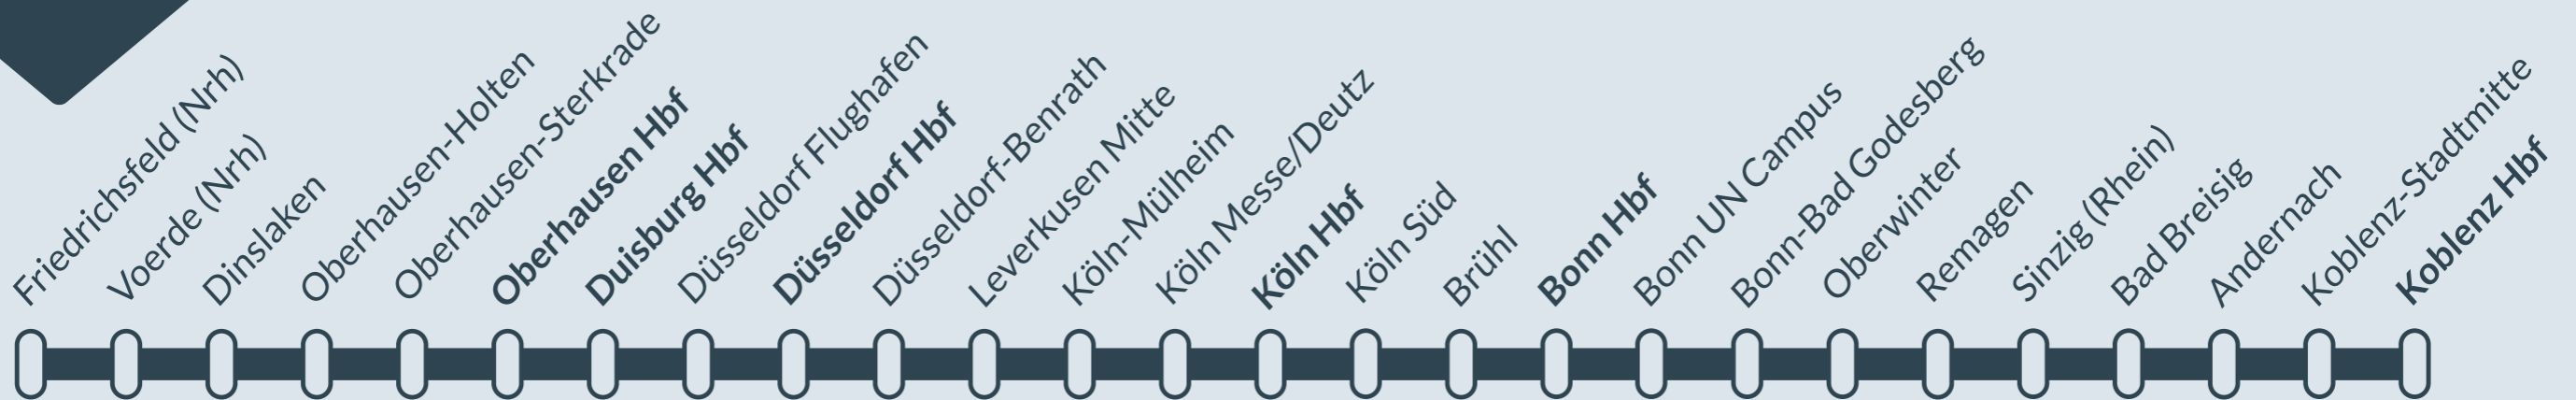 Friedrichsfeld (Nrh)
Voerde (Nrh)
Dinslaken
Oberhausen-Holten
Oberhausen-Sterkrade
Oberhausen Hbf
Duisburg Hbf
Düsseldorf Flughafen
Düsseldorf Hbf
Düsseldorf-Benrath
Leverkusen Mitte
Köln-Mülheim
Köln Messe/Deutz
Köln Hbf
Köln Süd
Brühl
Bonn Hbf
Bonn UN Campus
Bonn-Bad Godesberg
Oberwinter
Remagen
Sinzig (Rhein)
Bad Breisig
Andernach
Koblenz-Stadtmitte
Koblenz Hbf